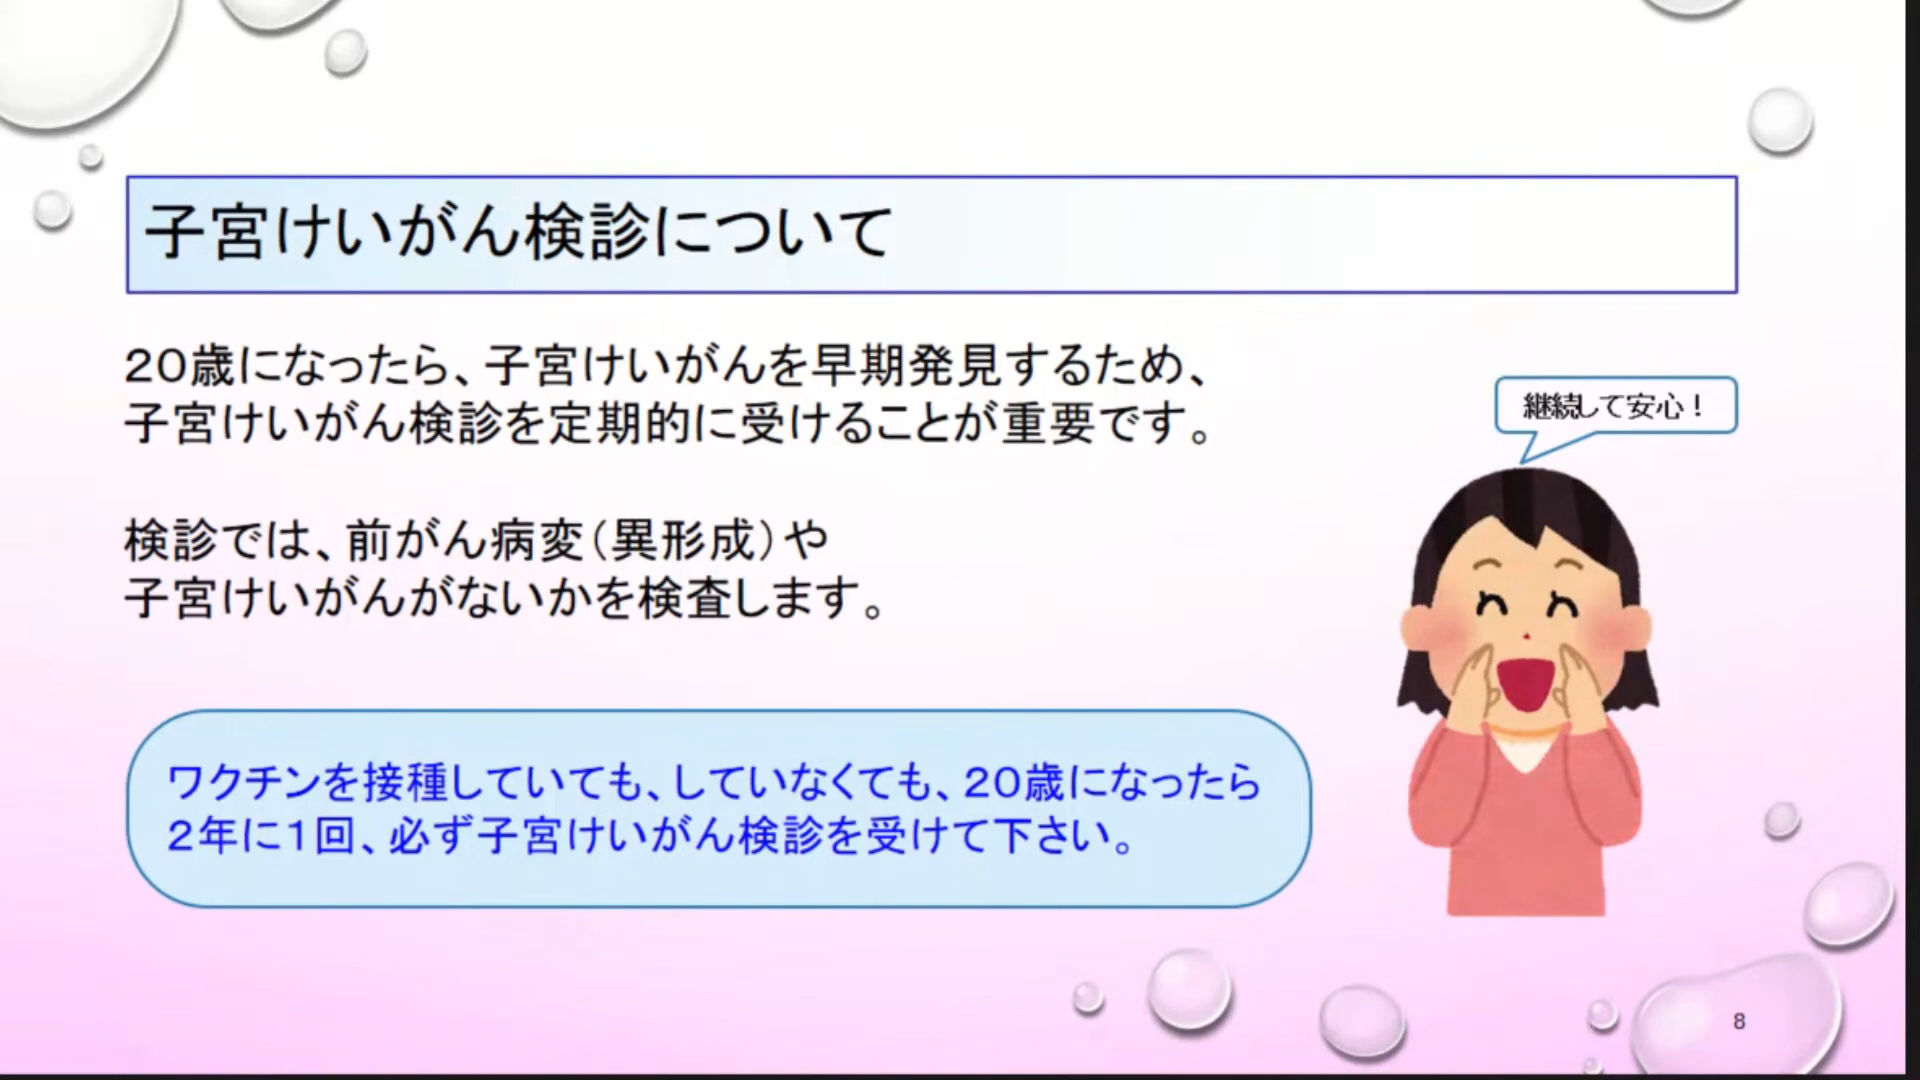 子宮けいがん検診について
２０歳になったら、子宮けいがんを早期発見するため、
子宮けいがん検診を定期的に受けることが重要です。
継続して安心！
検診では、前がん病変（異形成）や
子宮けいがんがないかを検査します。
ワクチンを接種していても、していなくても、２０歳になったら
２年に１回、必ず子宮けいがん検診を受けて下さい。
8